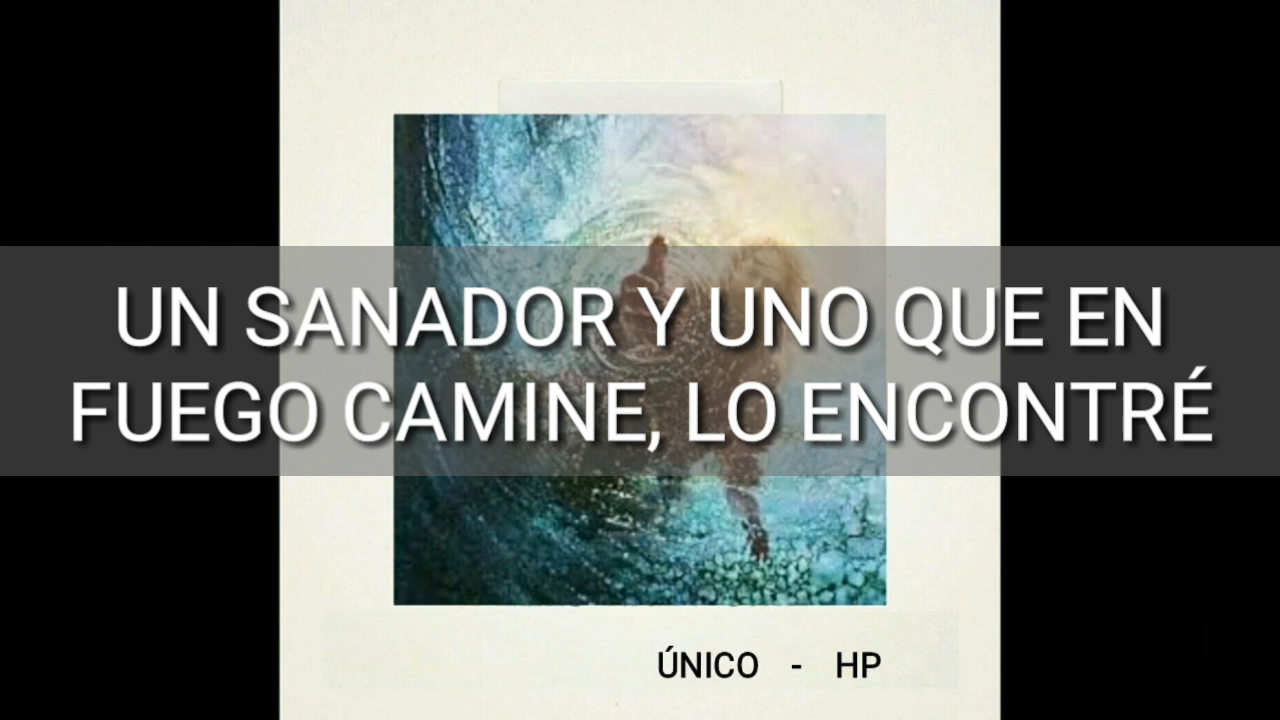 UN SANADOR Y UNO QUE EN
FUEGO CAMINE, LO ENCONTRÉ
ÚNICO - HP